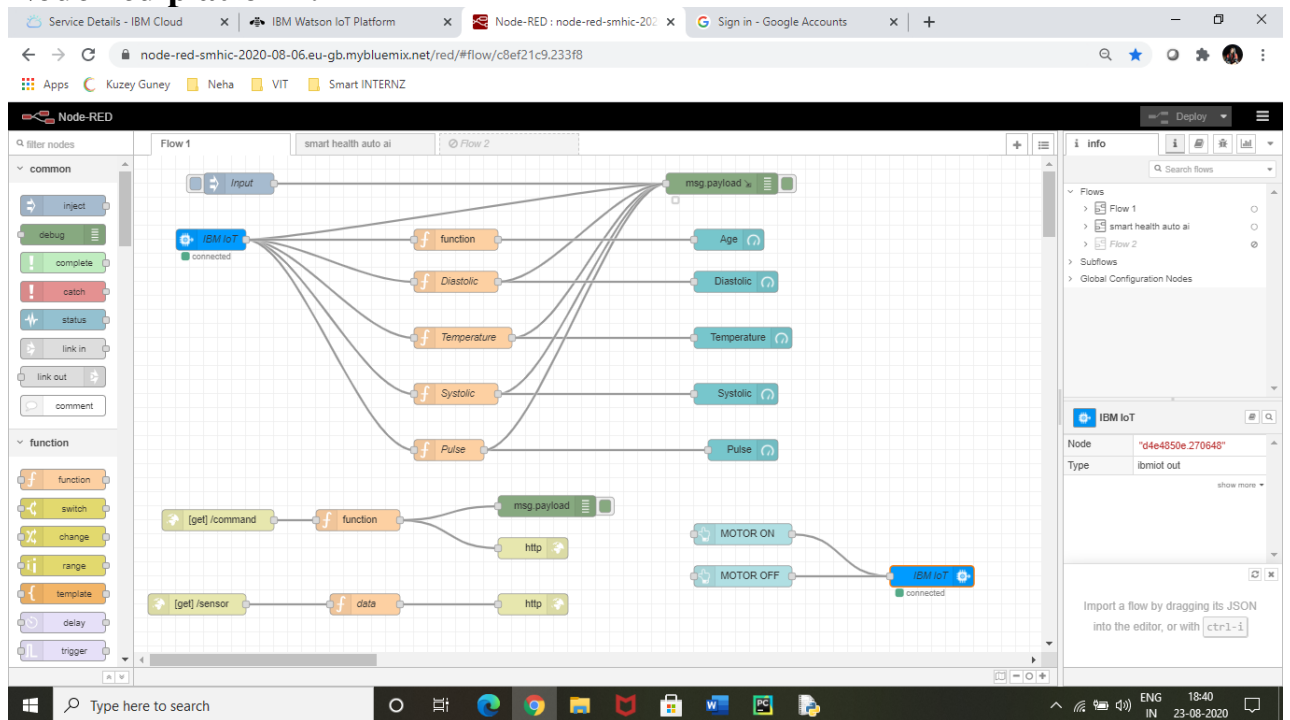 Service Details - IBM Cloud
IBM Watson IoT Platform
Node-RED : node-red-smhic-202
Sign in - Google Accounts
node-red-smhic-2020-08-06.eu-gb.mybluemix.net/red/#flow/c8ef21c9.233f8
Apps Kuzey Guney Neha VIT Smart INTERNZ
Node-RED
Deploy
filter nodes
Flow 1
smart health auto ai
Flow 2
info
Search flows
common
inject
debug
complete
catch
status
link in
link out
comment
function
function
switch
change
range
template
delay
trigger
Input
msg.payload
IBM IoT
connected
function
Age
Diastolic
Diastolic
Temperature
Temperature
Systolic
Systolic
Pulse
Pulse
[get] /command
function
msg.payload
http
MOTOR ON
MOTOR OFF
IBM IoT
connected
[get] /sensor
data
http
Flows
Flow 1
smart health auto ai
Flow 2
Subflows
Global Configuration Nodes
IBM IoT
Node "d4e4850e.270648"
Type ibmiot out
show more
Import a flow by dragging its JSON
into the editor, or with ctrl-i
Type here to search
ENG 18:40
IN 23-08-2020